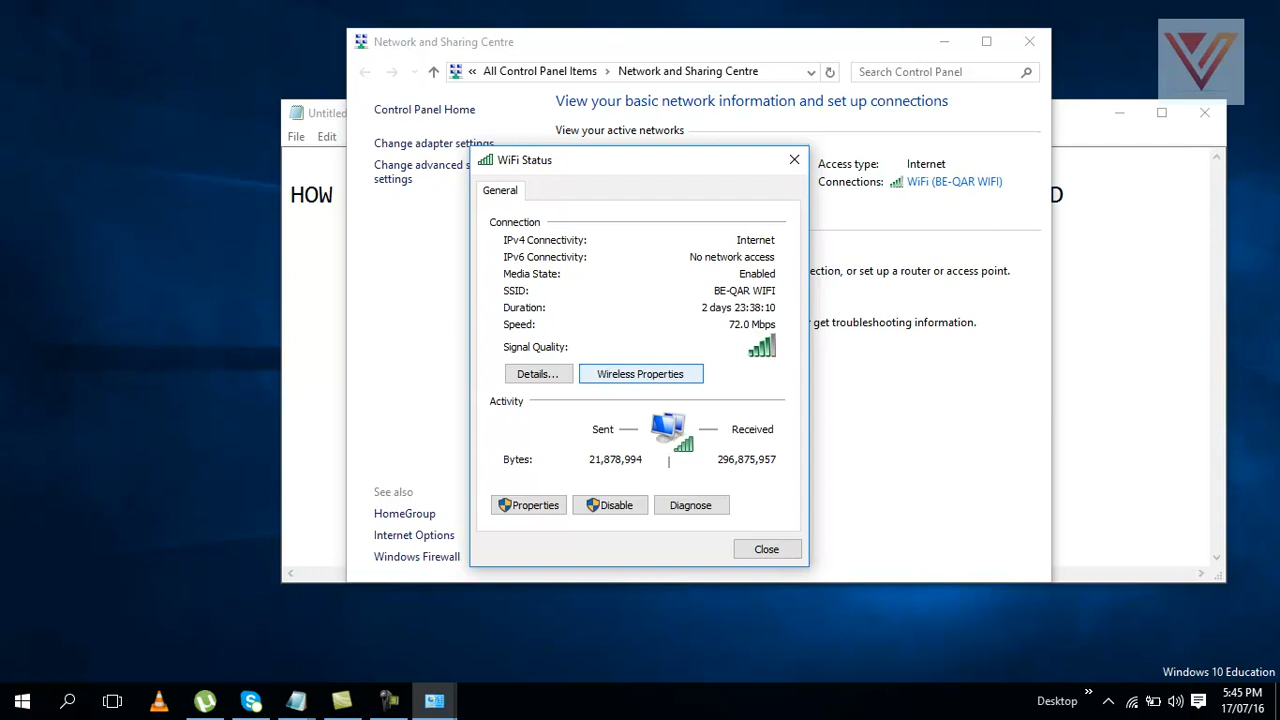 Network and Sharing Centre
« All Control Panel Items › Network and Sharing Centre
Search Control Panel
Control Panel Home
Change adapter settings
Change advanced s
settings
View your basic network information and set up connections
View your active networks
Access type: Internet
Connections: WiFi (BE-QAR WIFI)
ection, or set up a router or access point.
get troubleshooting information.
See also
HomeGroup
Internet Options
Windows Firewall
Untitled
File Edit
HOW
D
WiFi Status
General
Connection
IPv4 Connectivity: Internet
IPv6 Connectivity: No network access
Media State: Enabled
SSID: BE-QAR WIFI
Duration: 2 days 23:38:10
Speed: 72.0 Mbps
Signal Quality:
Details...
Wireless Properties
Activity
Sent
Received
Bytes: 21,878,994 | 296,875,957
Properties
Disable
Diagnose
Close
Windows 10 Education
Desktop »
5:45 PM
17/07/16